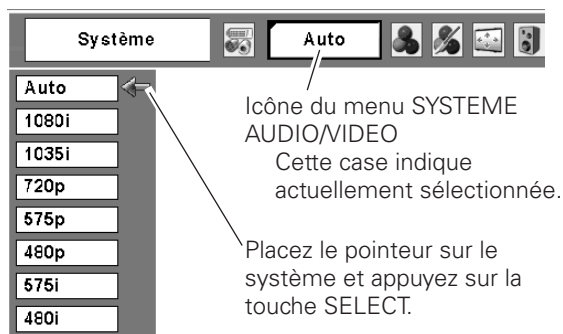 Système
Auto
Auto
1080i
1035i
720p
575p
480p
575i
480i
Icône du menu SYSTEME
AUDIO/VIDEO
Cette case indique
actuellement sélectionnée.
Placez le pointeur sur le
système et appuyez sur la
touche SELECT.